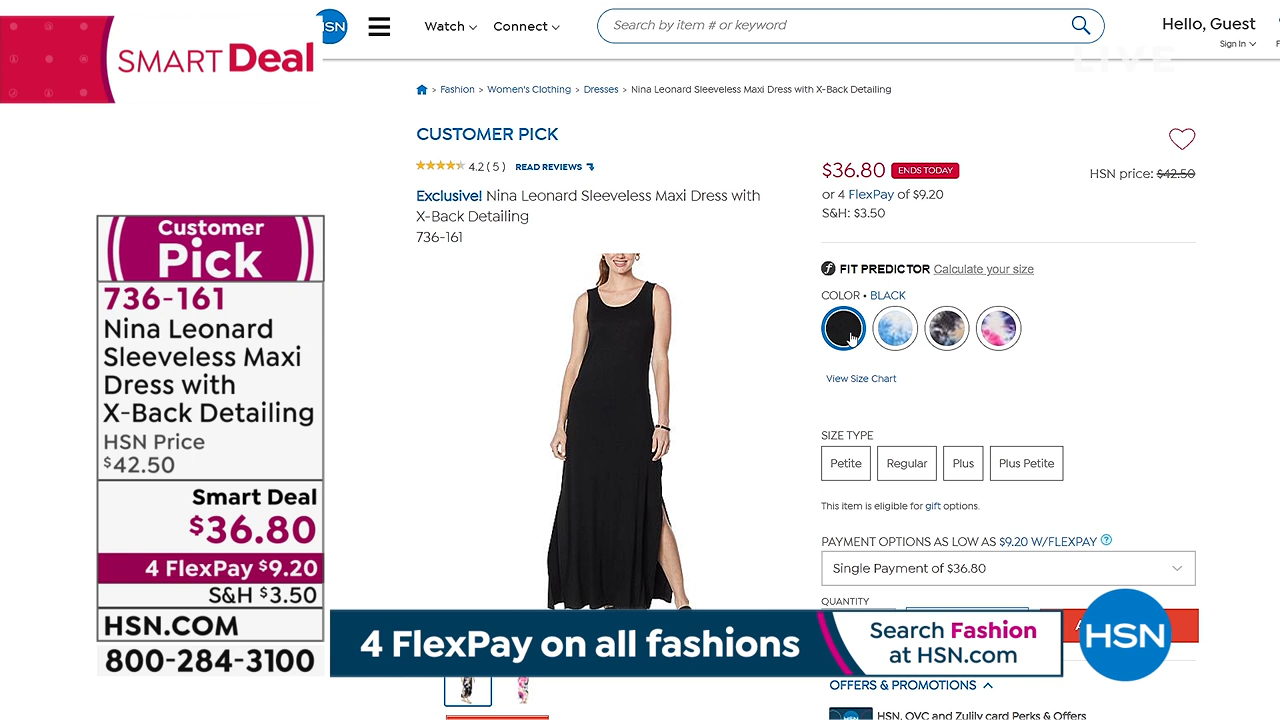 SMART Deal
HSN
Watch
Connect
Search by item # or keyword
Hello, Guest
Sign In
LIVE
> Fashion > Women's Clothing > Dresses > Nina Leonard Sleeveless Maxi Dress with X-Back Detailing
CUSTOMER PICK
4.2 ( 5 ) READ REVIEWS
Exclusive! Nina Leonard Sleeveless Maxi Dress with
X-Back Detailing
736-161
$36.80 ENDS TODAY
HSN price: $42.50
or 4 FlexPay of $9.20
S&H: $3.50
FIT PREDICTOR Calculate your size
COLOR • BLACK
View Size Chart
SIZE TYPE
Petite
Regular
Plus
Plus Petite
This item is eligible for gift options.
PAYMENT OPTIONS AS LOW AS $9.20 W/FLEXPAY ?
Single Payment of $36.80
QUANTITY
OFFERS & PROMOTIONS
HSN, QVC and Zulily card Perks & Offers
Customer
Pick
736-161
Nina Leonard
Sleeveless Maxi
Dress with
X-Back Detailing
HSN Price
$42.50
Smart Deal
$36.80
4 FlexPay $9.20
S&H $3.50
HSN.COM
800-284-3100
4 FlexPay on all fashions
Search Fashion
at HSN.com
HSN